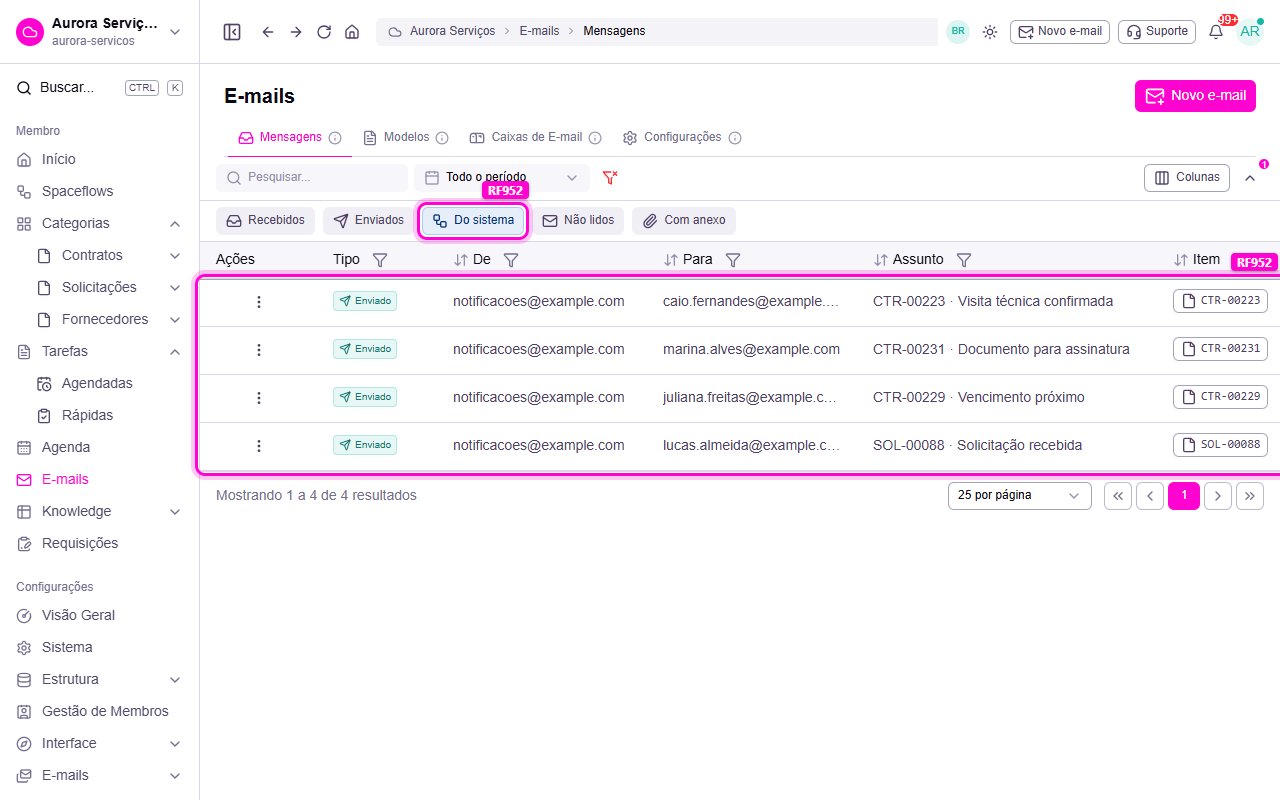 Aurora Serviç...
aurora-servicos
Aurora Serviços > E-mails > Mensagens
BR
Novo e-mail
Suporte
99+
AR
Buscar...
CTRL K
Membro
Início
Spaceflows
Categorias
Contratos
Solicitações
Fornecedores
Tarefas
Agendadas
Rápidas
Agenda
E-mails
Knowledge
Requisições
Configurações
Visão Geral
Sistema
Estrutura
Gestão de Membros
Interface
E-mails
E-mails
Novo e-mail
Mensagens
Modelos
Caixas de E-mail
Configurações
Pesquisar...
Todo o período
Colunas
1
RF952
Recebidos
Enviados
Do sistema
Não lidos
Com anexo
Ações Tipo De Para Assunto Item
RF952
Enviado notificacoes@example.com caio.fernandes@example.... CTR-00223 · Visita técnica confirmada CTR-00223
Enviado notificacoes@example.com marina.alves@example.com CTR-00231 · Documento para assinatura CTR-00231
Enviado notificacoes@example.com juliana.freitas@example.c... CTR-00229 · Vencimento próximo CTR-00229
Enviado notificacoes@example.com lucas.almeida@example.c... SOL-00088 · Solicitação recebida SOL-00088
Mostrando 1 a 4 de 4 resultados
25 por página
1